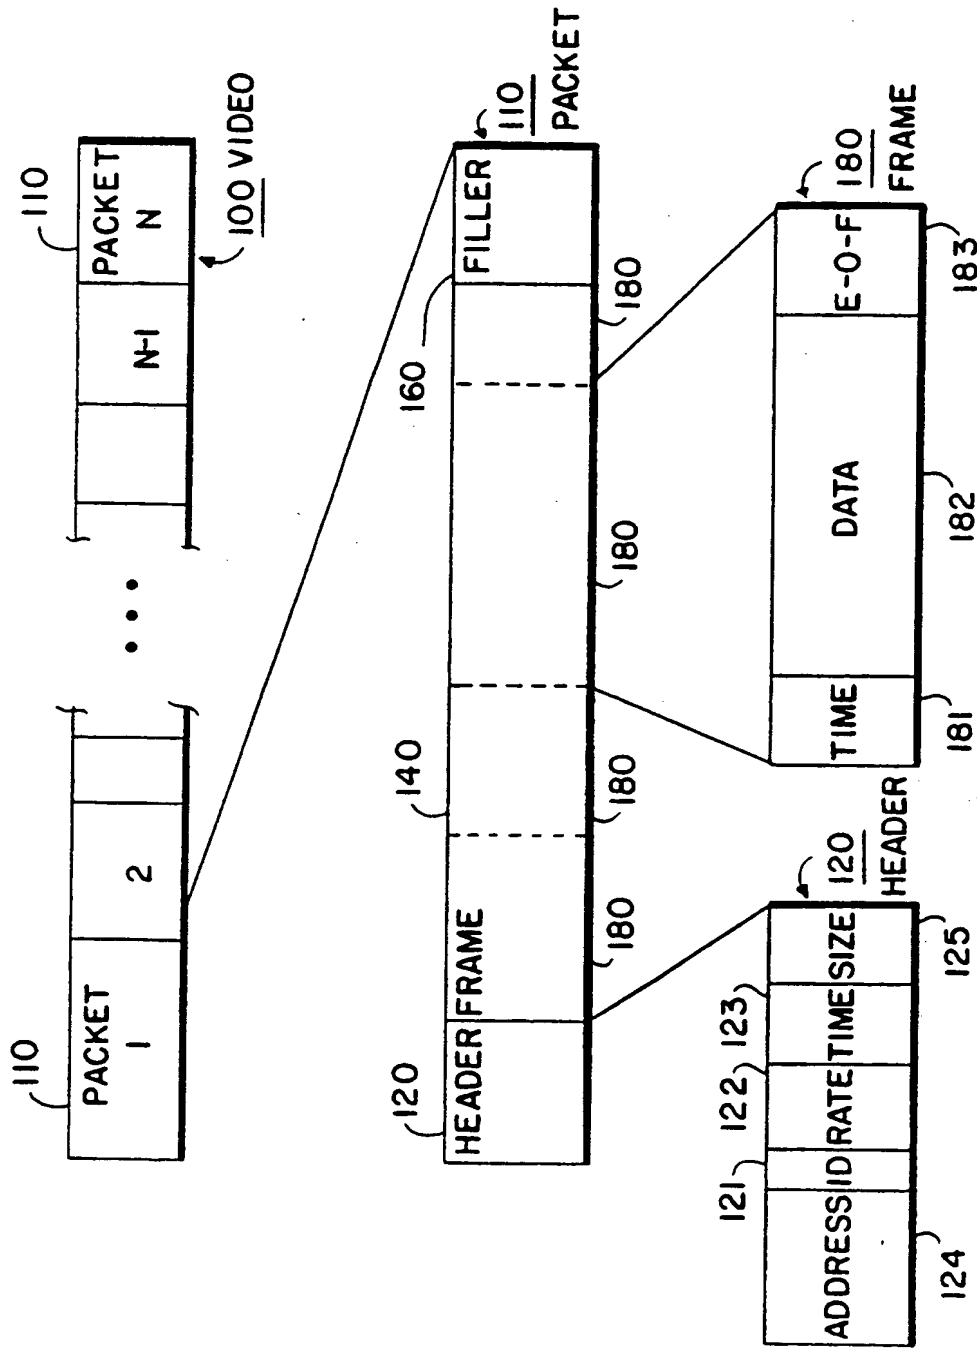 110
110
PACKET
1
2
• • •
N-1
PACKET
N
100 VIDEO
120
140
160
HEADER
FRAME
FILLER
110
PACKET
180
180
180
180
121
122
123
ADDRESS
ID
RATE
TIME
SIZE
120
HEADER
124
125
TIME
DATA
E-O-F
180
FRAME
181
182
183